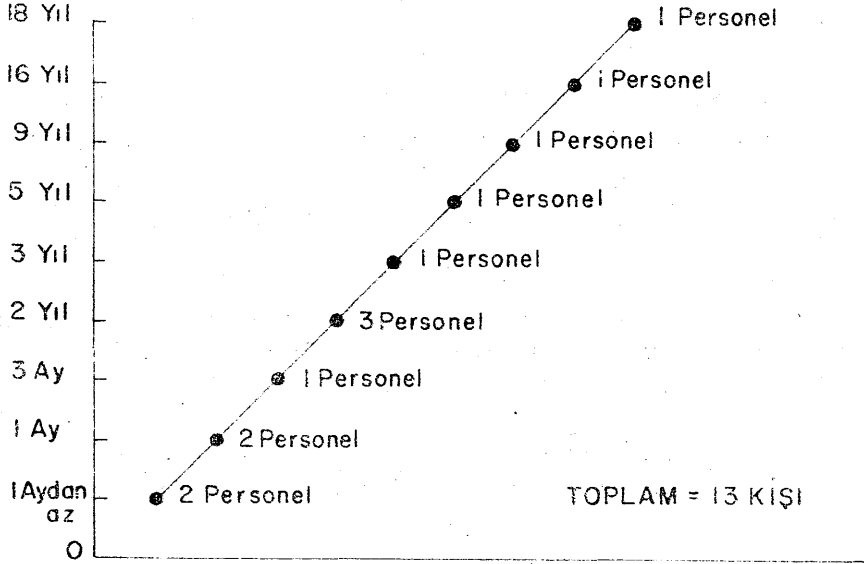 18 Yıl 1 Personel
16 Yıl 1 Personel
9 Yıl 1 Personel
5 Yıl 1 Personel
3 Yıl 1 Personel
2 Yıl 3 Personel
3 Ay 1 Personel
1 Ay 2 Personel
1 Aydan 2 Personel TOPLAM = 13 KİŞİ
az
0